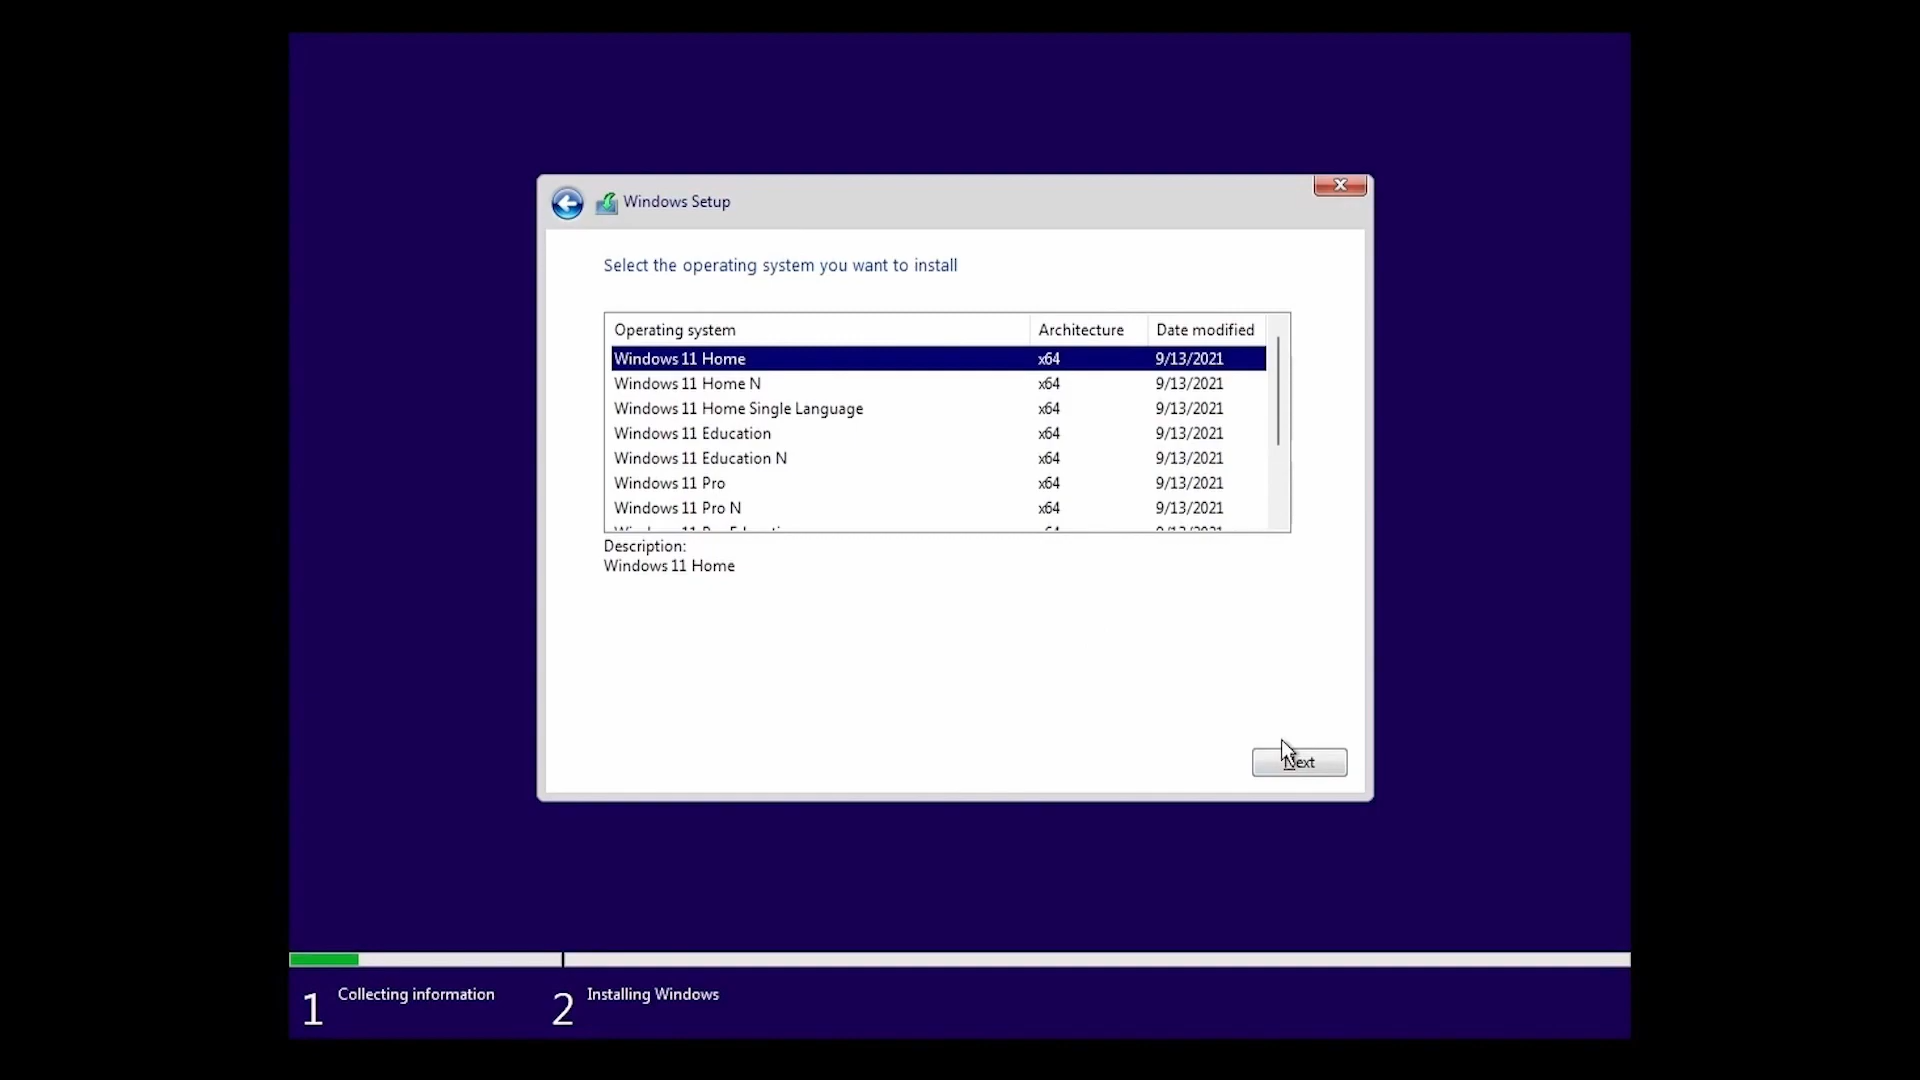 Windows Setup
Select the operating system you want to install
Operating system Architecture Date modified
Windows 11 Home x64 9/13/2021
Windows 11 Home N x64 9/13/2021
Windows 11 Home Single Language x64 9/13/2021
Windows 11 Education x64 9/13/2021
Windows 11 Education N x64 9/13/2021
Windows 11 Pro x64 9/13/2021
Windows 11 Pro N x64 9/13/2021
Description:
Windows 11 Home
Next
1 Collecting information 2 Installing Windows